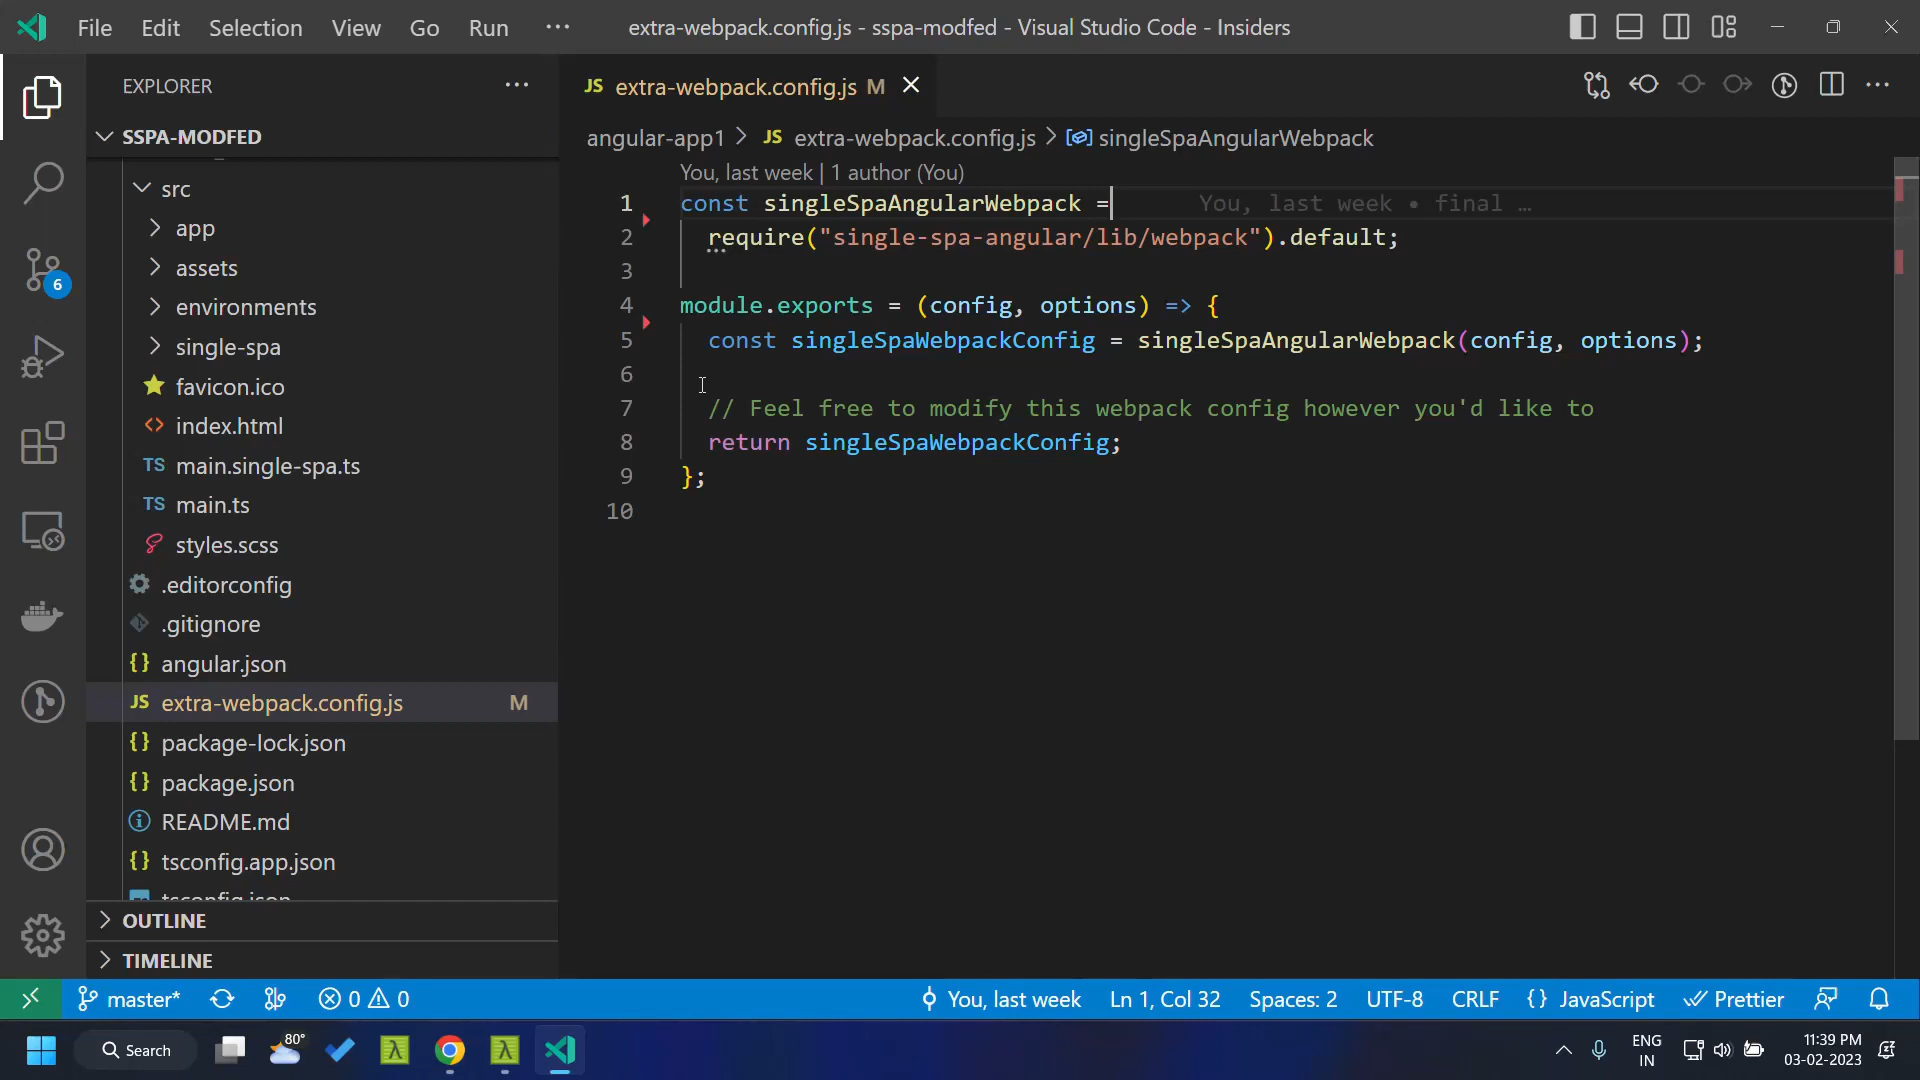 File Edit Selection View Go Run ···
extra-webpack.config.js - sspa-modfed - Visual Studio Code - Insiders
EXPLORER
SSPA-MODFED
src
app
assets
environments
single-spa
favicon.ico
<> index.html
TS main.single-spa.ts
TS main.ts
styles.scss
.editorconfig
.gitignore
{} angular.json
JS extra-webpack.config.js M
{} package-lock.json
{} package.json
README.md
{} tsconfig.app.json
OUTLINE
TIMELINE
6
JS extra-webpack.config.js M
angular-app1 > JS extra-webpack.config.js > singleSpaAngularWebpack
You, last week | 1 author (You)
1 const singleSpaAngularWebpack = You, last week • final …
2 require("single-spa-angular/lib/webpack").default;
3
4 module.exports = (config, options) => {
5 const singleSpaWebpackConfig = singleSpaAngularWebpack(config, options);
6
7 // Feel free to modify this webpack config however you'd like to
8 return singleSpaWebpackConfig;
9 };
10
master* 0 0 You, last week Ln 1, Col 32 Spaces: 2 UTF-8 CRLF {} JavaScript Prettier
Search 80° λ λ ENG IN 11:39 PM 03-02-2023